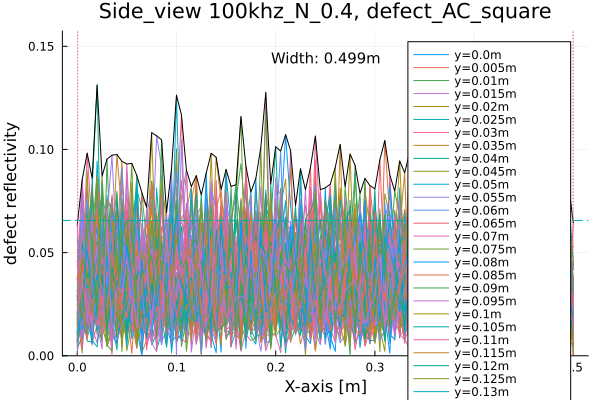 Side_view 100khz_N_0.4, defect_AC_square
Width: 0.499m
defect reflectivity
0.15
0.10
0.05
0.00
0.0
0.1
0.2
0.3
.5
X-axis [m]
y=0.0m
y=0.005m
y=0.01m
y=0.015m
y=0.02m
y=0.025m
y=0.03m
y=0.035m
y=0.04m
y=0.045m
y=0.05m
y=0.055m
y=0.06m
y=0.065m
y=0.07m
y=0.075m
y=0.08m
y=0.085m
y=0.09m
y=0.095m
y=0.1m
y=0.105m
y=0.11m
y=0.115m
y=0.12m
y=0.125m
y=0.13m